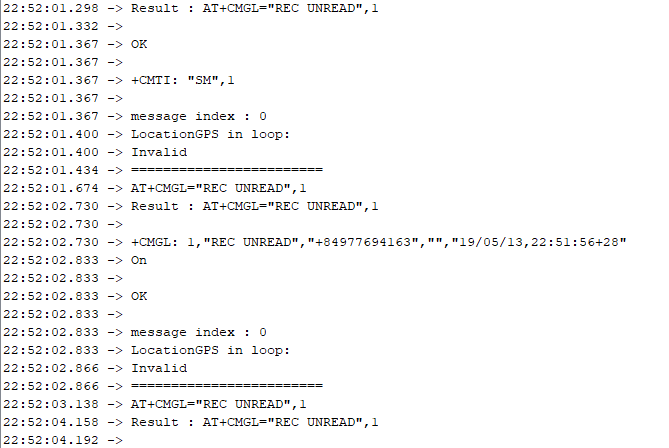 22:52:01.298 -> Result : AT+CMGL="REC UNREAD",1
22:52:01.332 ->
22:52:01.367 -> OK
22:52:01.367 ->
22:52:01.367 -> +CMTI: "SM",1
22:52:01.367 ->
22:52:01.367 -> message index : 0
22:52:01.400 -> LocationGPS in loop:
22:52:01.400 -> Invalid
22:52:01.434 -> ========================
22:52:01.674 -> AT+CMGL="REC UNREAD",1
22:52:02.730 -> Result : AT+CMGL="REC UNREAD",1
22:52:02.730 ->
22:52:02.730 -> +CMGL: 1,"REC UNREAD","+84977694163","","19/05/13,22:51:56+28"
22:52:02.833 -> On
22:52:02.833 ->
22:52:02.833 -> OK
22:52:02.833 ->
22:52:02.833 -> message index : 0
22:52:02.833 -> LocationGPS in loop:
22:52:02.866 -> Invalid
22:52:02.866 -> ========================
22:52:03.138 -> AT+CMGL="REC UNREAD",1
22:52:04.158 -> Result : AT+CMGL="REC UNREAD",1
22:52:04.192 ->